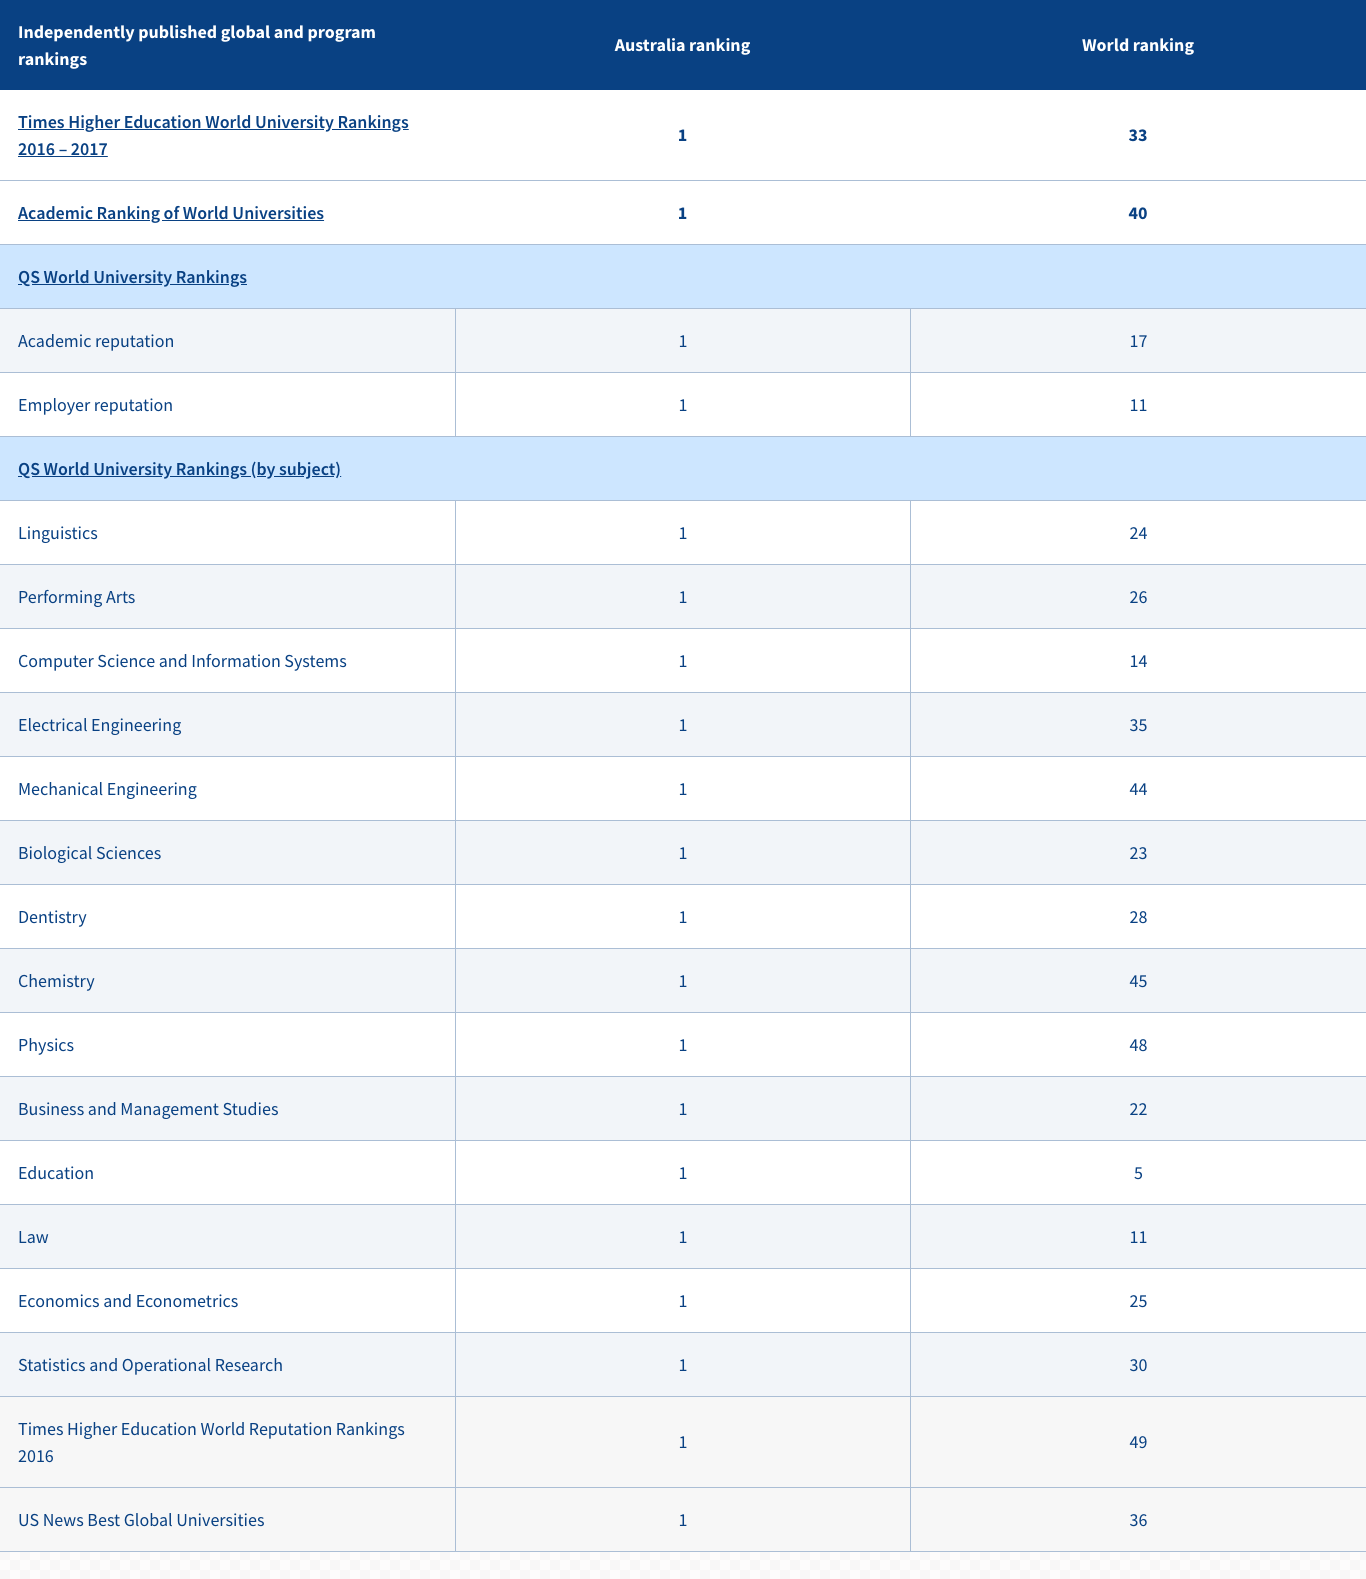 Independently published global and program
rankings
Australia ranking
World ranking
Times Higher Education World University Rankings
2016 – 2017
1
33
Academic Ranking of World Universities
1
40
QS World University Rankings
Academic reputation
1
17
Employer reputation
1
11
QS World University Rankings (by subject)
Linguistics
1
24
Performing Arts
1
26
Computer Science and Information Systems
1
14
Electrical Engineering
1
35
Mechanical Engineering
1
44
Biological Sciences
1
23
Dentistry
1
28
Chemistry
1
45
Physics
1
48
Business and Management Studies
1
22
Education
1
5
Law
1
11
Economics and Econometrics
1
25
Statistics and Operational Research
1
30
Times Higher Education World Reputation Rankings
2016
1
49
US News Best Global Universities
1
36